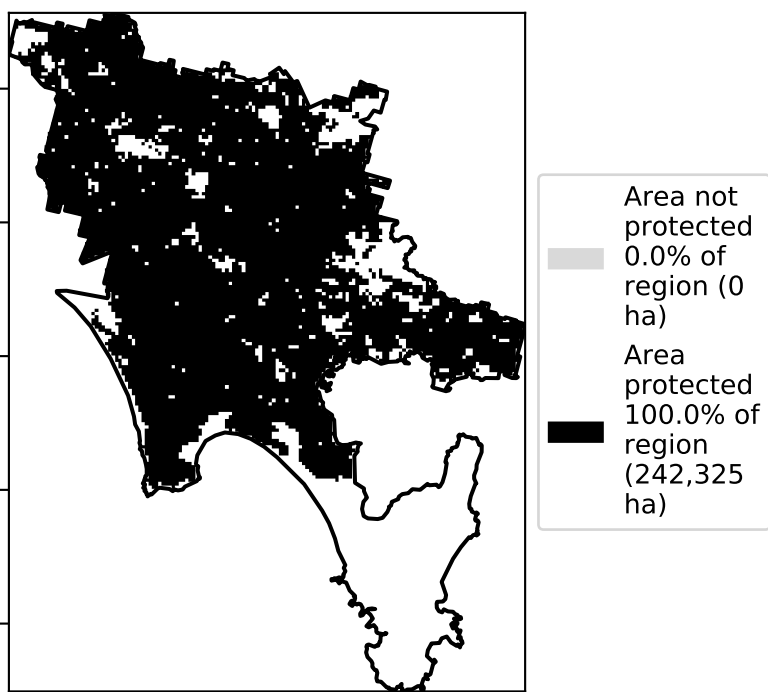 Area not
protected
0.0% of
region (0
ha)
Area
protected
100.0% of
region
(242,325
ha)